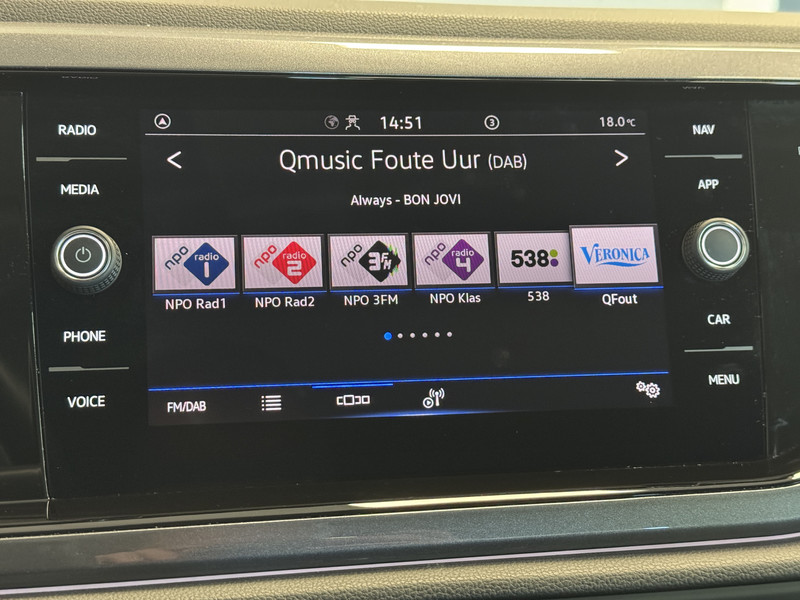 RADIO
MEDIA
PHONE
VOICE
14:51
3
18.0°C
< Qmusic Foute Uur (DAB) >
Always - BON JOVI
npo radio 1
npo radio 2
npo 3FM
npo radio 4
538
VERONICA
NPO Rad1
NPO Rad2
NPO 3FM
NPO Klas
538
QFout
FM/DAB
NAV
APP
CAR
MENU